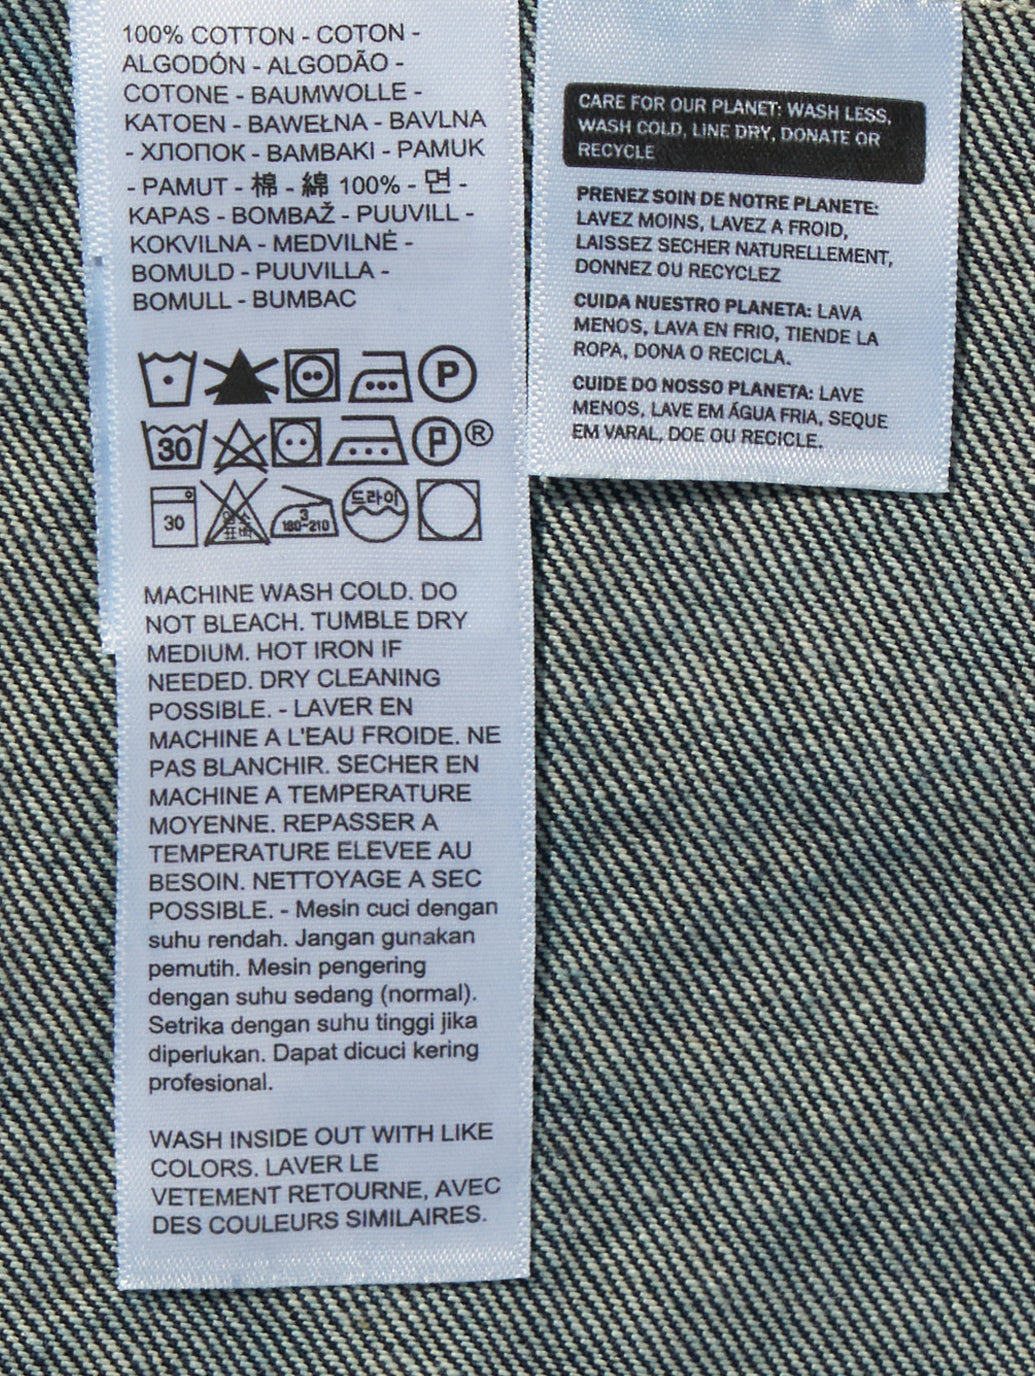 100% COTTON - COTON -
ALGODÓN - ALGODÃO -
COTONE - BAUMWOLLE -
KATOEN - BAWEŁNA - BAVLNA
- ХЛОПОК - BAMBAKI - PAMUK
- PAMUT - 棉 - 綿 100% - 면 -
KAPAS - BOMBAŽ - PUUVILL -
KOKVILNA - MEDVILNĖ -
BOMULD - PUUVILLA -
BOMULL - BUMBAC
P
30 P ®
30 3 180~210 드라이
MACHINE WASH COLD. DO
NOT BLEACH. TUMBLE DRY
MEDIUM. HOT IRON IF
NEEDED. DRY CLEANING
POSSIBLE. - LAVER EN
MACHINE A L'EAU FROIDE. NE
PAS BLANCHIR. SECHER EN
MACHINE A TEMPERATURE
MOYENNE. REPASSER A
TEMPERATURE ELEVEE AU
BESOIN. NETTOYAGE A SEC
POSSIBLE. - Mesin cuci dengan
suhu rendah. Jangan gunakan
pemutih. Mesin pengering
dengan suhu sedang (normal).
Setrika dengan suhu tinggi jika
diperlukan. Dapat dicuci kering
profesional.
WASH INSIDE OUT WITH LIKE
COLORS. LAVER LE
VETEMENT RETOURNE, AVEC
DES COULEURS SIMILAIRES.
CARE FOR OUR PLANET: WASH LESS,
WASH COLD, LINE DRY, DONATE OR
RECYCLE
PRENEZ SOIN DE NOTRE PLANETE:
LAVEZ MOINS, LAVEZ A FROID,
LAISSEZ SECHER NATURELLEMENT,
DONNEZ OU RECYCLEZ
CUIDA NUESTRO PLANETA: LAVA
MENOS, LAVA EN FRIO, TIENDE LA
ROPA, DONA O RECICLA.
CUIDE DO NOSSO PLANETA: LAVE
MENOS, LAVE EM ÁGUA FRIA, SEQUE
EM VARAL, DOE OU RECICLE.